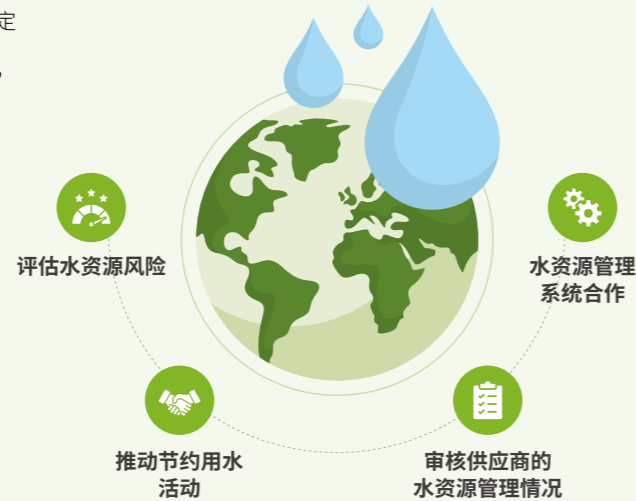 定
，
评估水资源风险
水资源管理
系统合作
推动节约用水
活动
审核供应商的
水资源管理情况